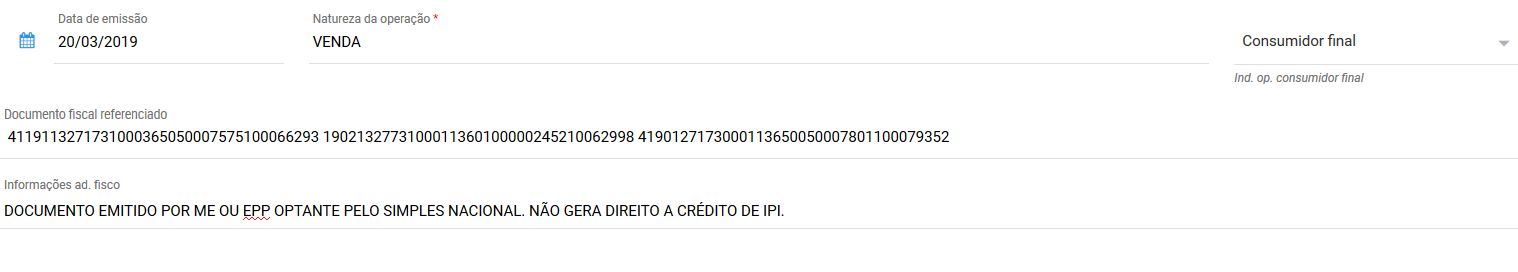 Data de emissão
20/03/2019
Natureza da operação *
VENDA
Consumidor final
Ind. op. consumidor final
Documento fiscal referenciado
4119113271731000365050007575100066293 190213277310001136010000024521006​2998 4190127173000113650050007801100079352
Informações ad. fisco
DOCUMENTO EMITIDO POR ME OU EPP OPTANTE PELO SIMPLES NACIONAL. NÃO GERA DIREITO A CRÉDITO DE IPI.